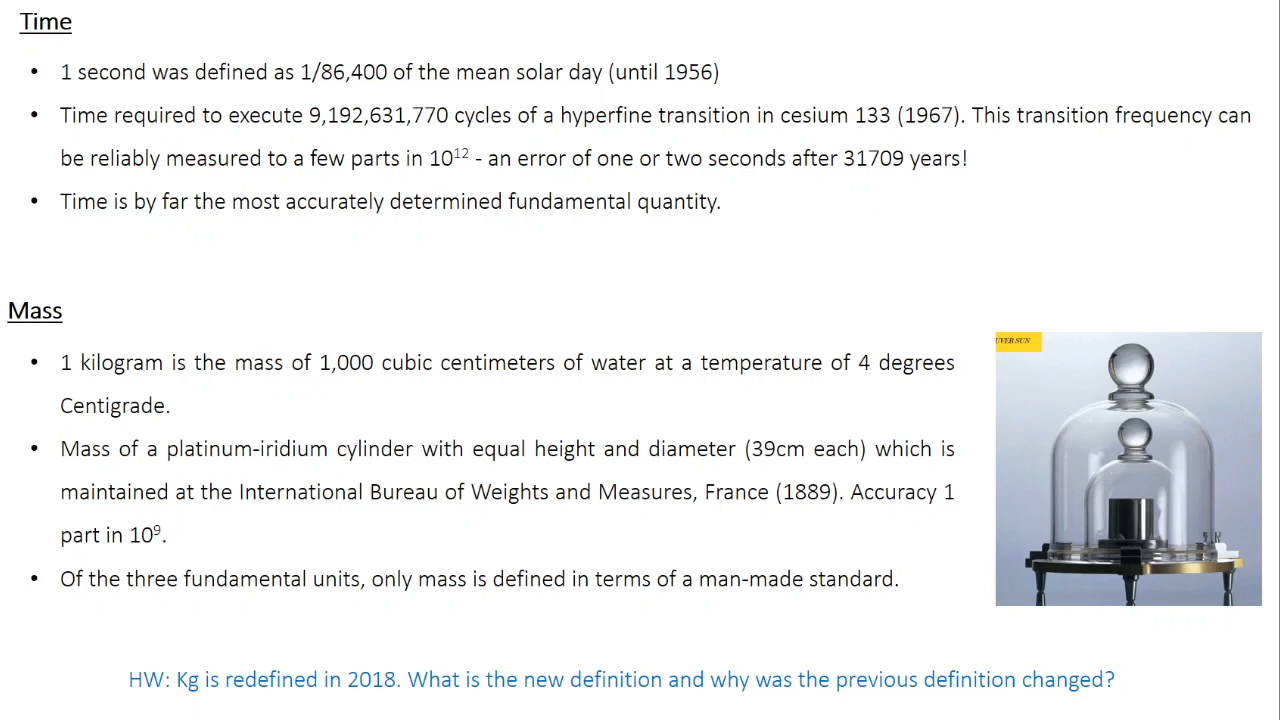 Time
• 1 second was defined as 1/86,400 of the mean solar day (until 1956)
• Time required to execute 9,192,631,770 cycles of a hyperfine transition in cesium 133 (1967). This transition frequency can
be reliably measured to a few parts in 10¹² - an error of one or two seconds after 31709 years!
• Time is by far the most accurately determined fundamental quantity.
Mass
• 1 kilogram is the mass of 1,000 cubic centimeters of water at a temperature of 4 degrees
Centigrade.
• Mass of a platinum-iridium cylinder with equal height and diameter (39cm each) which is
maintained at the International Bureau of Weights and Measures, France (1889). Accuracy 1
part in 10⁹.
• Of the three fundamental units, only mass is defined in terms of a man-made standard.
UVER SUN
HW: Kg is redefined in 2018. What is the new definition and why was the previous definition changed?